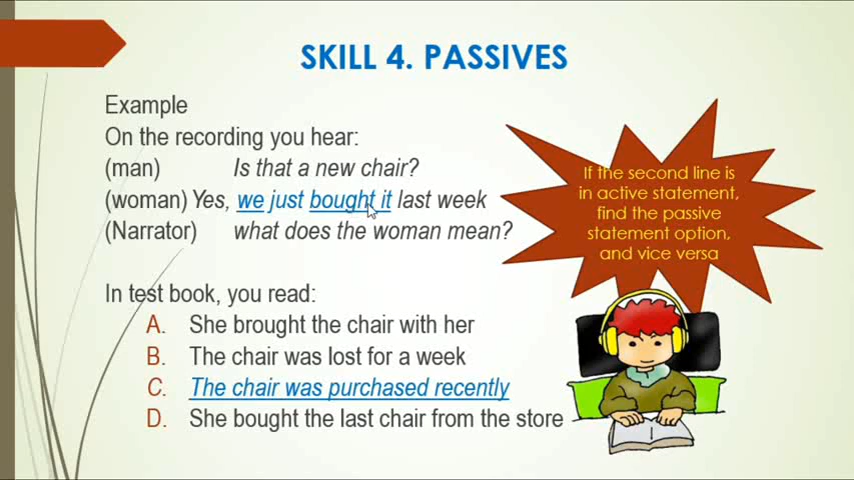 SKILL 4. PASSIVES
Example
On the recording you hear:
(man) Is that a new chair?
(woman) Yes, we just bought it last week
(Narrator) what does the woman mean?
In test book, you read:
A. She brought the chair with her
B. The chair was lost for a week
C. The chair was purchased recently
D. She bought the last chair from the store
If the second line is
in active statement,
find the passive
statement option,
and vice versa